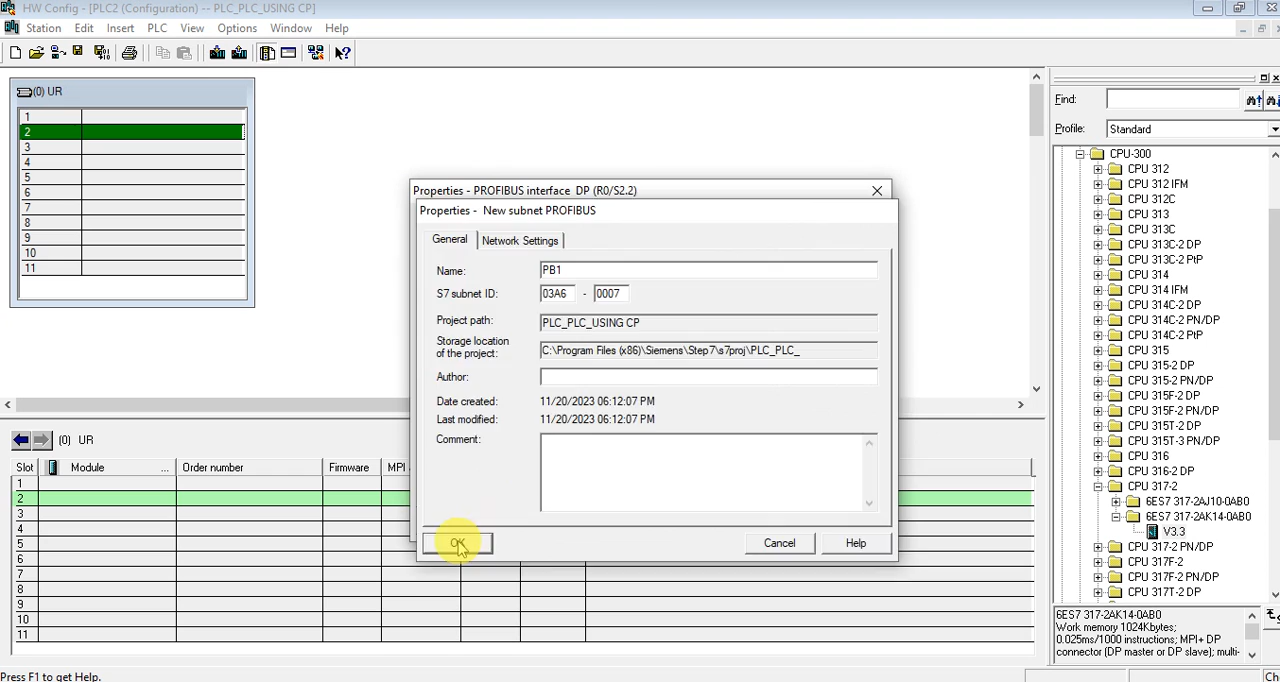 HW Config - [PLC2 (Configuration) -- PLC_PLC_USING CP]
Station Edit Insert PLC View Options Window Help
(0) UR
1
2
3
4
5
6
7
8
9
10
11
Properties - PROFIBUS interface DP (R0/S2.2)
Properties - New subnet PROFIBUS
General Network Settings
Name: PB1
S7 subnet ID: 03A6 - 0007
Project path: PLC_PLC_USING CP
Storage location
of the project: C:\Program Files (x86)\Siemens\Step7\s7proj\PLC_PLC_
Author:
Date created: 11/20/2023 06:12:07 PM
Last modified: 11/20/2023 06:12:07 PM
Comment:
OK Cancel Help
(0) UR
Slot Module ... Order number Firmware MPI
1
2
3
4
5
6
7
8
9
10
11
Find:
Profile: Standard
CPU-300
CPU 312
CPU 312 IFM
CPU 312C
CPU 313
CPU 313C
CPU 313C-2 DP
CPU 313C-2 PtP
CPU 314
CPU 314 IFM
CPU 314C-2 DP
CPU 314C-2 PN/DP
CPU 314C-2 PtP
CPU 315
CPU 315-2 DP
CPU 315-2 PN/DP
CPU 315F-2 DP
CPU 315F-2 PN/DP
CPU 315T-2 DP
CPU 315T-3 PN/DP
CPU 316
CPU 316-2 DP
CPU 317-2
6ES7 317-2AJ10-0AB0
6ES7 317-2AK14-0AB0
V3.3
CPU 317-2 PN/DP
CPU 317F-2
CPU 317F-2 PN/DP
CPU 317T-2 DP
6ES7 317-2AK14-0AB0
Work memory 1024Kbytes;
0.025ms/1000 instructions; MPI+ DP
connector (DP master or DP slave); multi-
Press F1 to get Help.
Ch